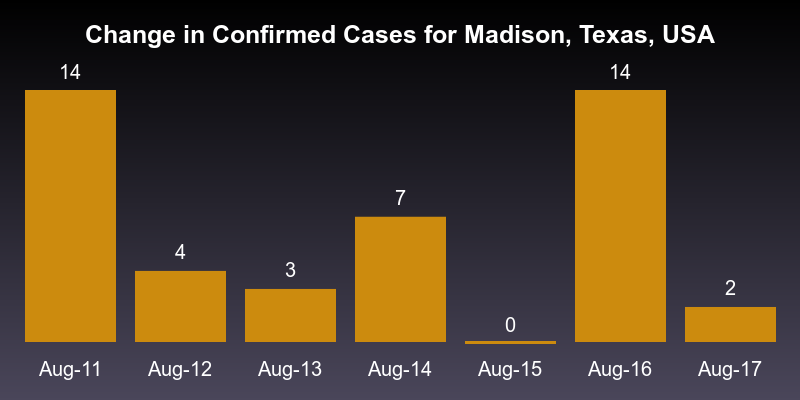 Change in Confirmed Cases for Madison, Texas, USA
14
4
3
7
0
14
2
Aug-11
Aug-12
Aug-13
Aug-14
Aug-15
Aug-16
Aug-17